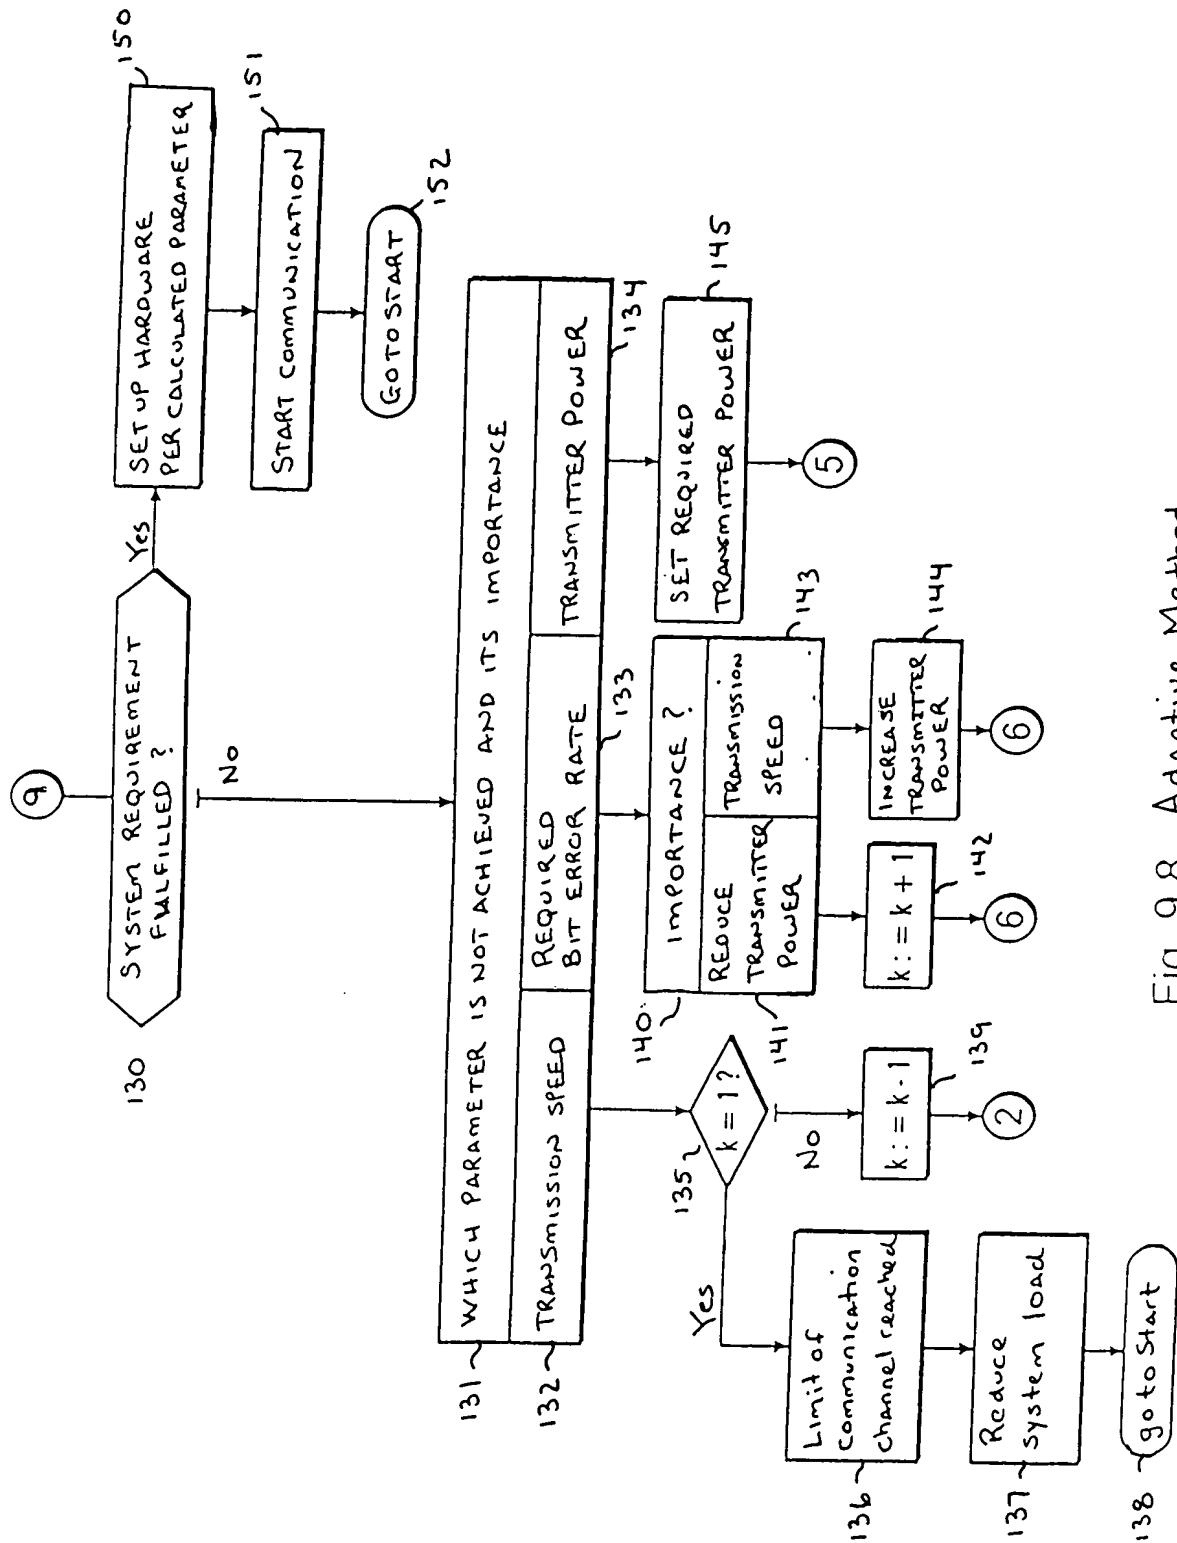 9
130
SYSTEM REQUIREMENT
FULFILLED ?
Yes
No
150
SET UP HARDWARE
PER CALCULATED PARAMETER
151
START COMMUNICATION
GO TO START
152
131
WHICH PARAMETER IS NOT ACHIEVED AND ITS IMPORTANCE
132
TRANSMISSION SPEED
REQUIRED
BIT ERROR RATE
133
TRANSMITTER POWER
134
135
k = 1 ?
Yes
No
136
Limit of
communication
channel reached
137
Reduce
system load
138
go to Start
k := k - 1
139
2
140
IMPORTANCE ?
141
REDUCE
TRANSMITTER
POWER
TRANSMISSION
SPEED
143
k := k + 1
142
6
INCREASE
TRANSMITTER
POWER
144
6
SET REQUIRED
TRANSMITTER POWER
145
5
Fig. 9.8 Adaptive Method